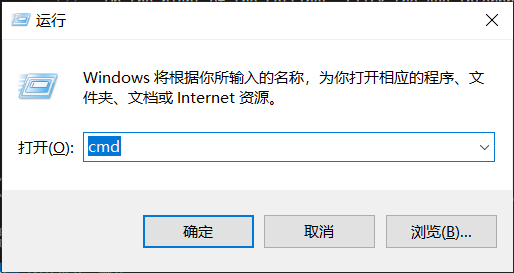 运行
Windows 将根据你所输入的名称，为你打开相应的程序、文
件夹、文档或 Internet 资源。
打开(O): cmd
确定 取消 浏览(B)...